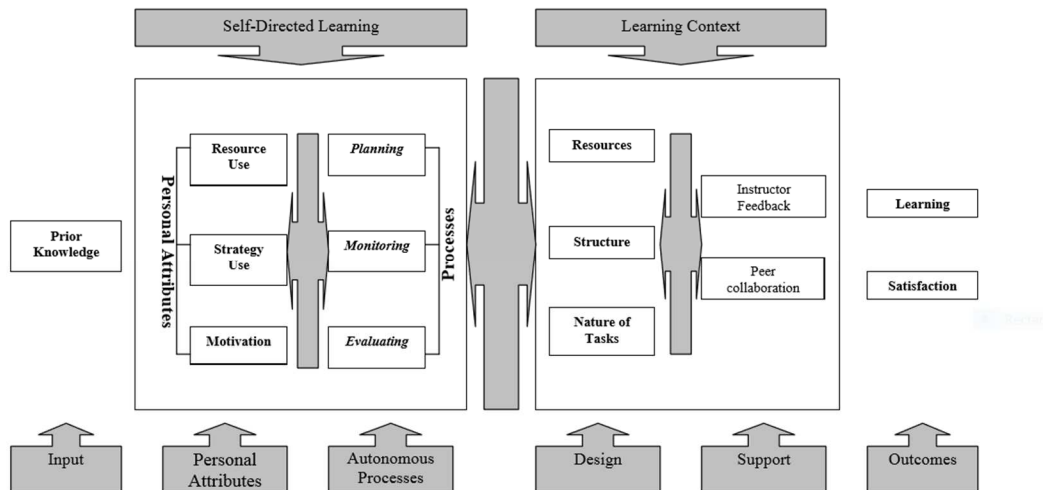 Self-Directed Learning
Learning Context
Prior
Knowledge
Personal Attributes
Resource
Use
Strategy
Use
Motivation
Planning
Monitoring
Evaluating
Processes
Resources
Structure
Nature of
Tasks
Instructor
Feedback
Peer
collaboration
Learning
Satisfaction
Input
Personal
Attributes
Autonomous
Processes
Design
Support
Outcomes